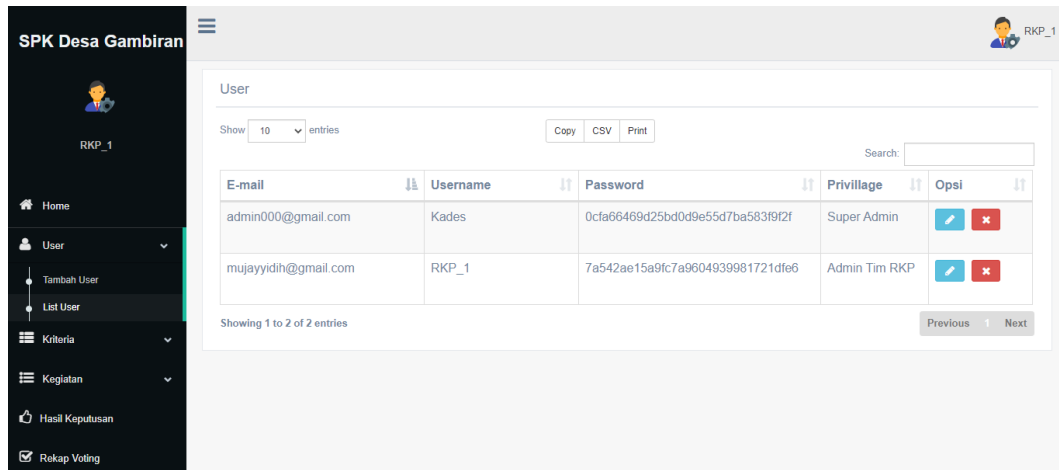 SPK Desa Gambiran
RKP_1
Home
User
Tambah User
List User
Kriteria
Kegiatan
Hasil Keputusan
Rekap Voting
RKP_1
User
Show 10 entries
Copy CSV Print
Search:
E-mail Username Password Privillage Opsi
admin000@gmail.com Kades 0cfa66469d25bd0d9e55d7ba583f9f2f Super Admin
mujayyidih@gmail.com RKP_1 7a542ae15a9fc7a9604939981721dfe6 Admin Tim RKP
Showing 1 to 2 of 2 entries
Previous 1 Next